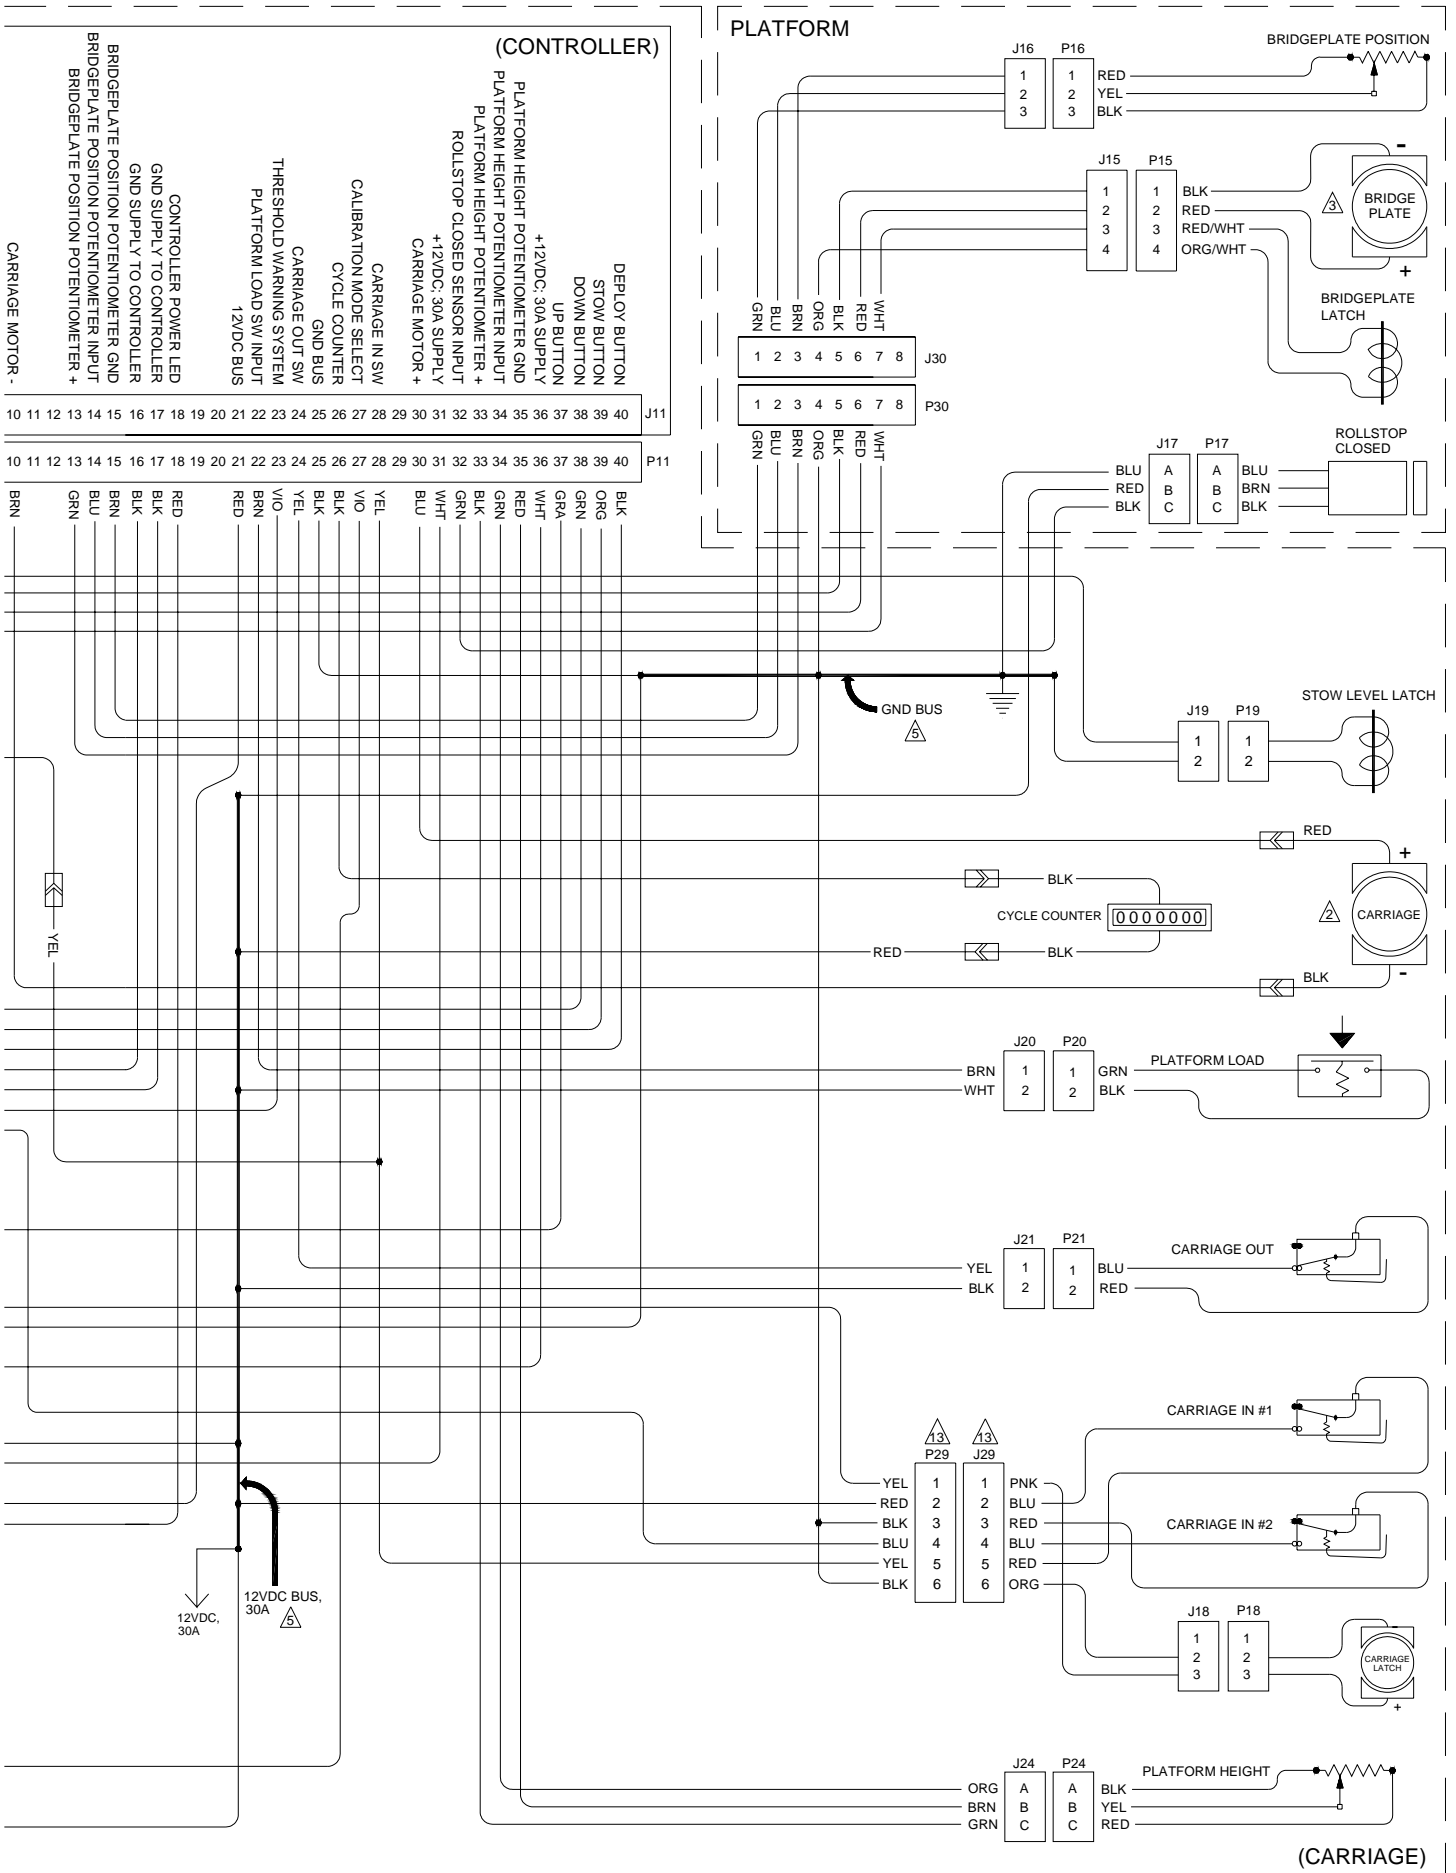 (CONTROLLER)
PLATFORM
CARRIAGE MOTOR -
BRIDGEPLATE POSITION POTENTIOMETER +
BRIDGEPLATE POSITION POTENTIOMETER INPUT
BRIDGEPLATE POSITION POTENTIOMETER GND
GND SUPPLY TO CONTROLLER
GND SUPPLY TO CONTROLLER
CONTROLLER POWER LED
12VDC BUS
PLATFORM LOAD SW INPUT
THRESHOLD WARNING SYSTEM
CARRIAGE OUT SW
GND BUS
CYCLE COUNTER
CALIBRATION MODE SELECT
CARRIAGE IN SW
CARRIAGE MOTOR +
+12VDC; 30A SUPPLY
ROLLSTOP CLOSED SENSOR INPUT
PLATFORM HEIGHT POTENTIOMETER +
PLATFORM HEIGHT POTENTIOMETER INPUT
PLATFORM HEIGHT POTENTIOMETER GND
+12VDC; 30A SUPPLY
UP BUTTON
DOWN BUTTON
STOW BUTTON
DEPLOY BUTTON
10 11 12 13 14 15 16 17 18 19 20 21 22 23 24 25 26 27 28 29 30 31 32 33 34 35 36 37 38 39 40 J11
10 11 12 13 14 15 16 17 18 19 20 21 22 23 24 25 26 27 28 29 30 31 32 33 34 35 36 37 38 39 40 P11
BRN GRN BLU BRN BLK BLK RED RED BRN VIO YEL BLK BLK VIO YEL BLU WHT GRN BLK GRN RED WHT GRA GRN ORG BLK
J16 P16 BRIDGEPLATE POSITION
1 1 RED
2 2 YEL
3 3 BLK
J15 P15
1 1 BLK
2 2 RED
3 3 RED/WHT
4 4 ORG/WHT
-
3
BRIDGE
PLATE
+
BRIDGEPLATE
LATCH
GRN BLU BRN ORG BLK RED WHT
1 2 3 4 5 6 7 8 J30
1 2 3 4 5 6 7 8 P30
GRN BLU BRN ORG BLK RED WHT
J17 P17 ROLLSTOP
CLOSED
BLU A A BLU
RED B B BRN
BLK C C BLK
GND BUS
5
J19 P19 STOW LEVEL LATCH
1 1
2 2
RED
+
BLK
CYCLE COUNTER 0000000
2 CARRIAGE
RED BLK
-
BLK
YEL
J20 P20 PLATFORM LOAD
BRN 1 1 GRN
WHT 2 2 BLK
J21 P21 CARRIAGE OUT
YEL 1 1 BLU
BLK 2 2 RED
CARRIAGE IN #1
13 13
P29 J29
YEL 1 1 PNK
RED 2 2 BLU
BLK 3 3 RED
BLU 4 4 BLU
YEL 5 5 RED
BLK 6 6 ORG
CARRIAGE IN #2
12VDC,
30A
12VDC BUS,
30A
5
J18 P18
1 1
2 2
3 3
-
CARRIAGE
LATCH
+
J24 P24 PLATFORM HEIGHT
ORG A A BLK
BRN B B YEL
GRN C C RED
(CARRIAGE)